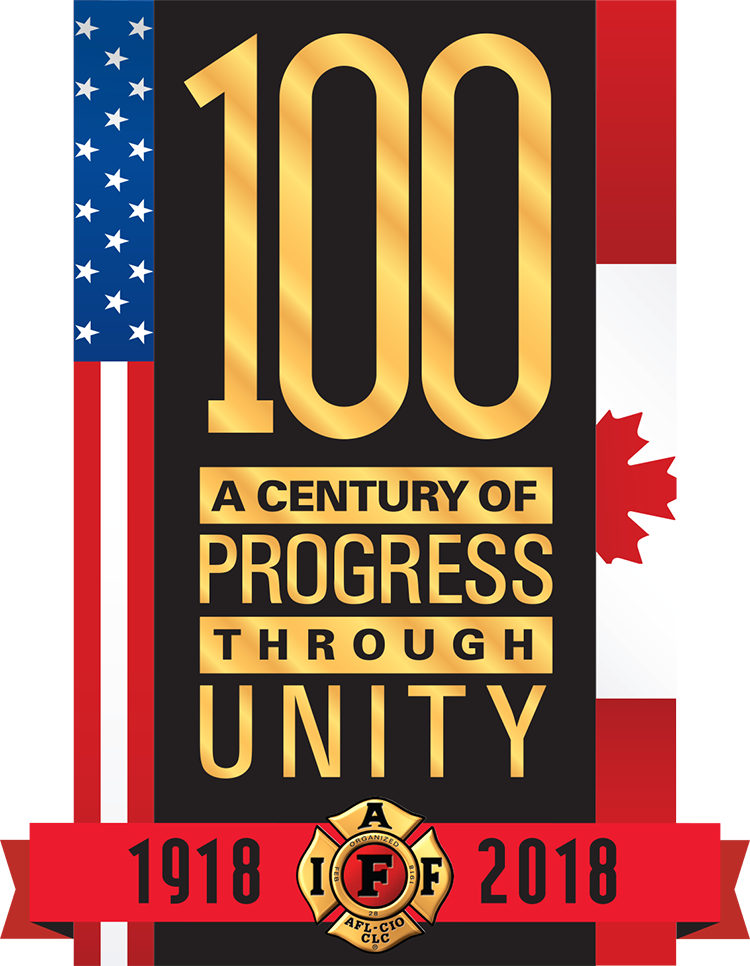 100
A CENTURY OF
PROGRESS
THROUGH
UNITY
1918
A
ORGANIZED
I F F
FEB. 1918
28
AFL-CIO
CLC
®
2018